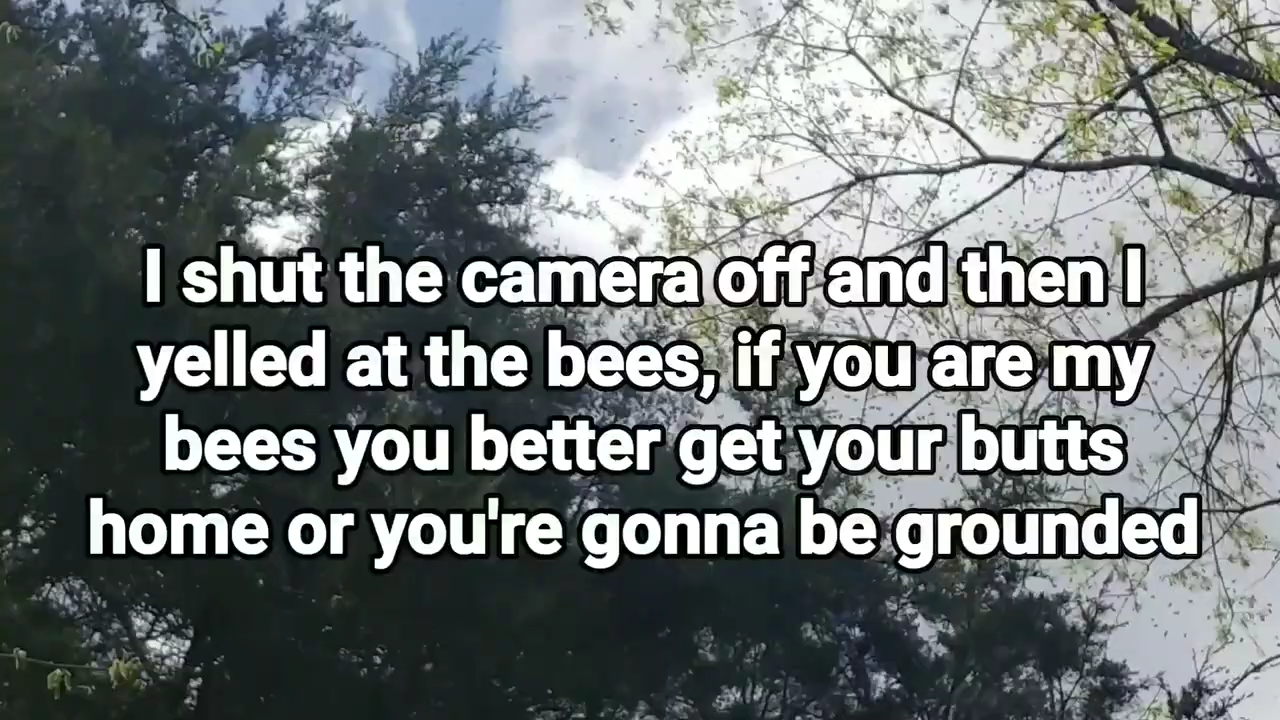 I shut the camera off and then I
yelled at the bees, if you are my
bees you better get your butts
home or you're gonna be grounded